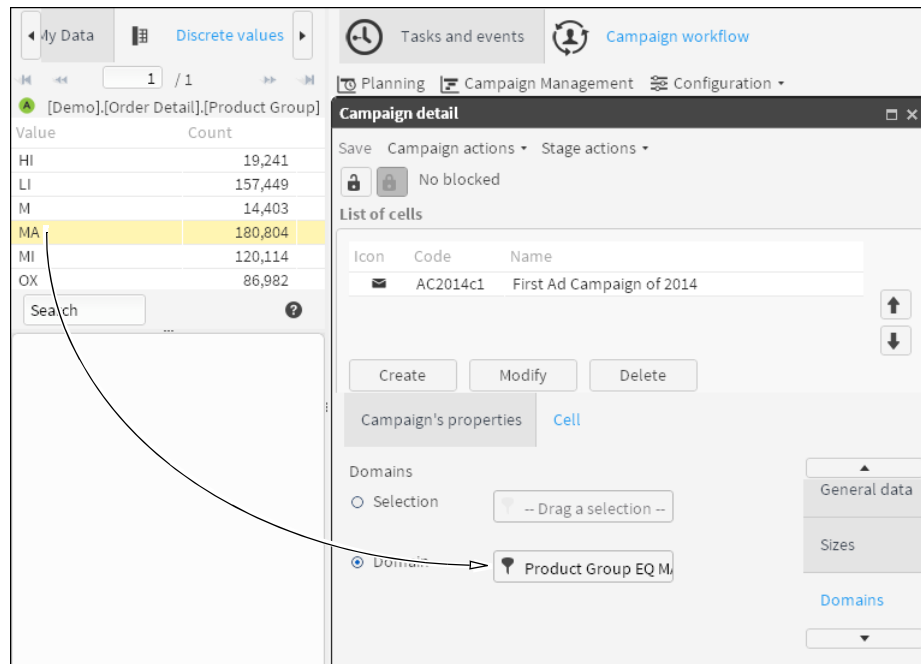 My Data
Discrete values
Tasks and events
Campaign workflow
1 / 1
Planning
Campaign Management
Configuration
A [Demo].[Order Detail].[Product Group]
Campaign detail
Value Count
HI 19,241
LI 157,449
M 14,403
MA 180,804
MI 120,114
OX 86,982
Search
?
Save Campaign actions Stage actions
No blocked
List of cells
Icon Code Name
AC2014c1 First Ad Campaign of 2014
Create Modify Delete
Campaign's properties Cell
Domains
Selection
-- Drag a selection --
Domain
Product Group EQ MA
General data
Sizes
Domains